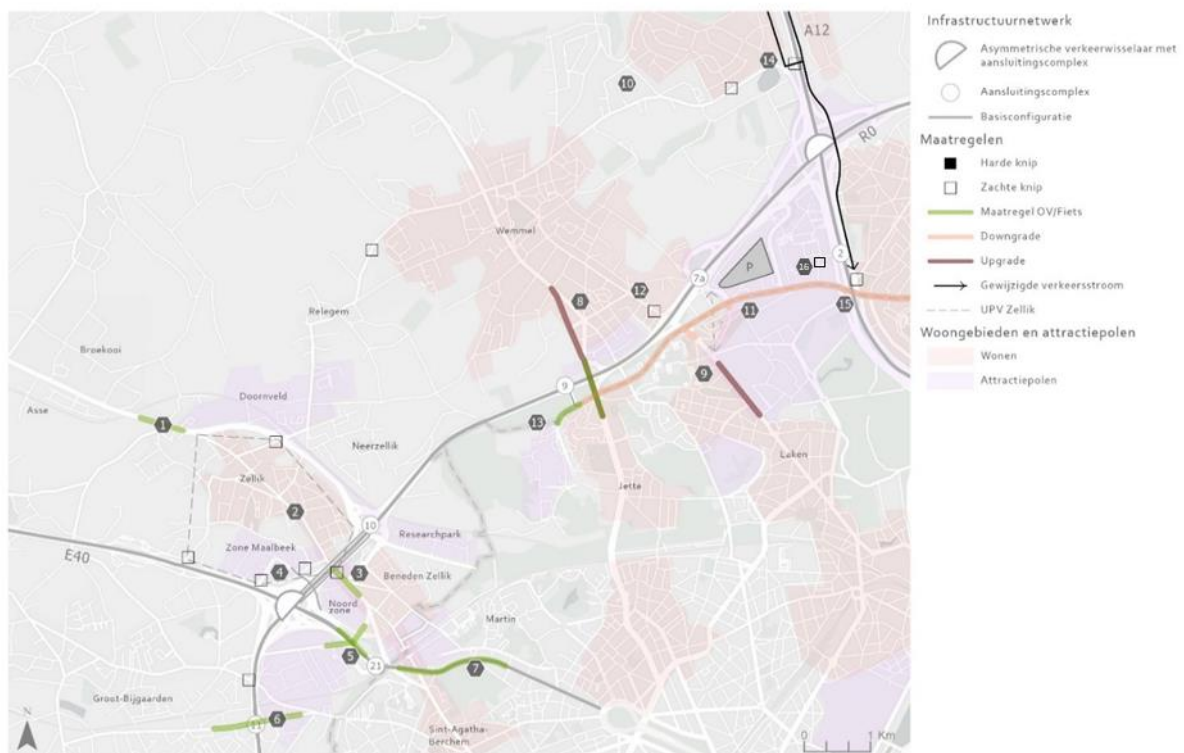 A12
14
10
R0
Wemmel
2
16
7a
P
12
8
11
15
Relegem
Broekooi
9
9
Asse
Doornveld
1
13
Neerzellik
Laken
Zellik
Jette
2
10
Researchpark
E40
Zone Maalbeek
4
3
Beneden Zellik
Noord
zone
Martin
5
21
7
Groot-Bijgaarden
6
11
Sint-Agatha-
Berchem
N
0 1 Km
Infrastructuurnetwerk
Asymmetrische verkeerwisselaar met
aansluitingscomplex
Aansluitingscomplex
Basisconfiguratie
Maatregelen
Harde knip
Zachte knip
Maatregel OV/Fiets
Downgrade
Upgrade
Gewijzigde verkeersstroom
UPV Zellik
Woongebieden en attractiepolen
Wonen
Attractiepolen